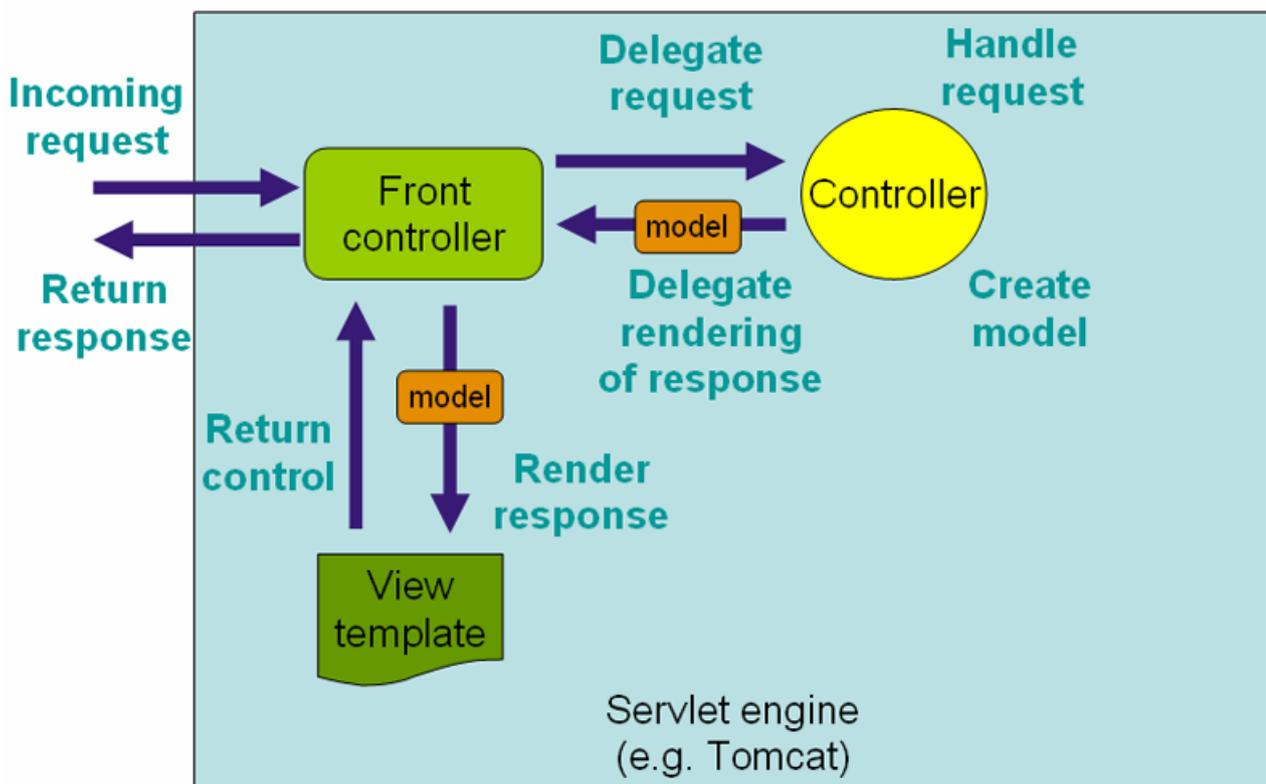 Incoming
request
Delegate
request
Handle
request
Front
controller
Controller
model
Return
response
Delegate
rendering
of response
Create
model
model
Return
control
Render
response
View
template
Servlet engine
(e.g. Tomcat)